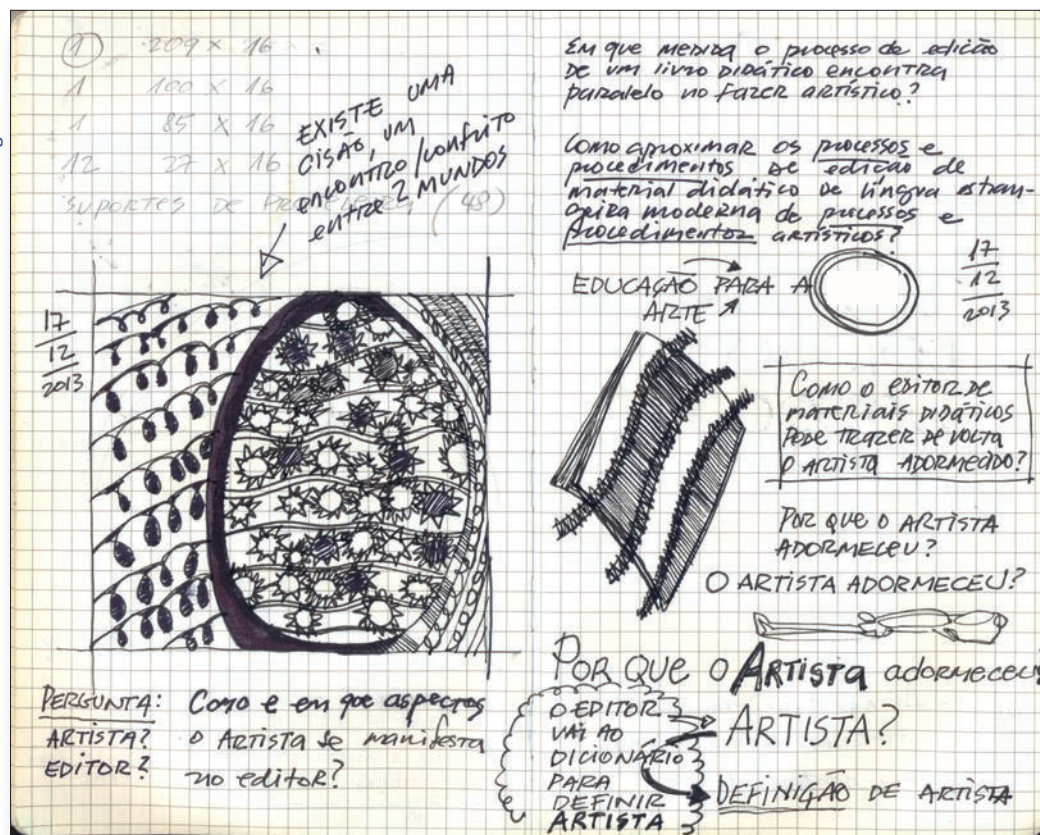 1 209 × 16
1 100 × 16
1 85 × 16
12 27 × 16
SUPORTES DE (48)
EXISTE UMA
CISÃO, UM
encontro/conflito
entre 2 MUNDOS
17
12
2013
PERGUNTA:
ARTISTA?
EDITOR?
Como e em que aspectos
o Artista se manifesta
no editor?
Em que medida o processo de edição
DE um livro DIDÁTICO encontra
paralelo no fazer artístico?
Como aproximar os processos e
procedimentos DE edição de
material didático de língua estran-
geira moderna de processos e
procedimentos artísticos?
EDUCAÇÃO PARA A
ARTE
17
12
2013
Como o editor de
materiais didáticos
Pode trazer de volta
o ARTISTA ADORMECIDO?
Por que o ARTISTA
ADORMECEU?
O ARTISTA ADORMECEU?
POR QUE O ARTISTA adormeceu?
O EDITOR
VAI AO
DICIONÁRIO
PARA
DEFINIR
ARTISTA
ARTISTA?
DEFINIÇÃO DE ARTISTA